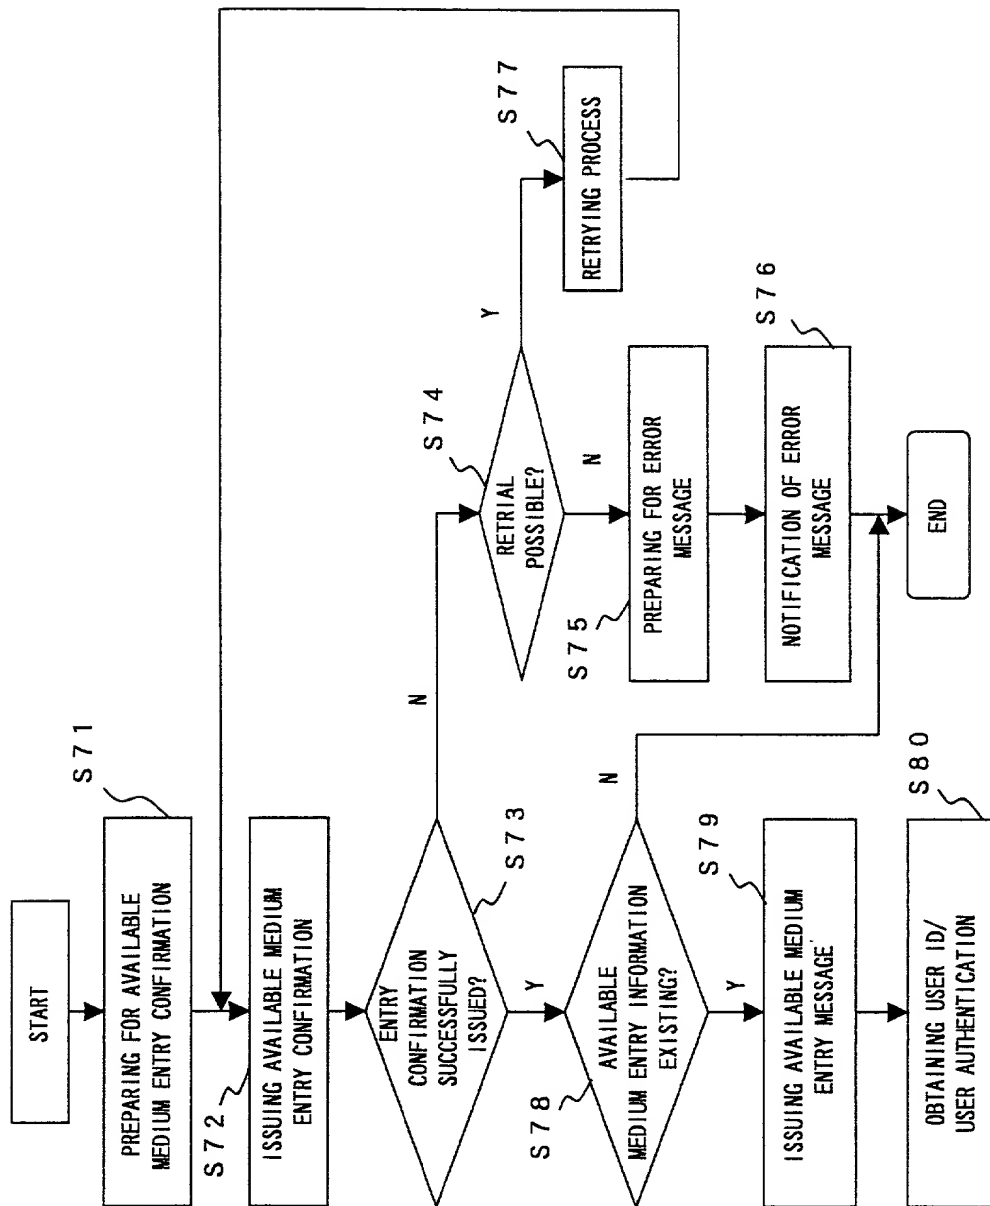 START
PREPARING FOR AVAILABLE
MEDIUM ENTRY CONFIRMATION
S71
S72
ISSUING AVAILABLE MEDIUM
ENTRY CONFIRMATION
ENTRY
CONFIRMATION
SUCCESSFULLY
ISSUED?
S73
N
Y
RETRIAL
POSSIBLE?
S74
Y
N
RETRYING PROCESS
S77
S75
PREPARING FOR ERROR
MESSAGE
NOTIFICATION OF ERROR
MESSAGE
S76
END
S78
AVAILABLE
MEDIUM ENTRY INFORMATION
EXISTING?
N
Y
ISSUING AVAILABLE MEDIUM
ENTRY MESSAGE
S79
OBTAINING USER ID/
USER AUTHENTICATION
S80